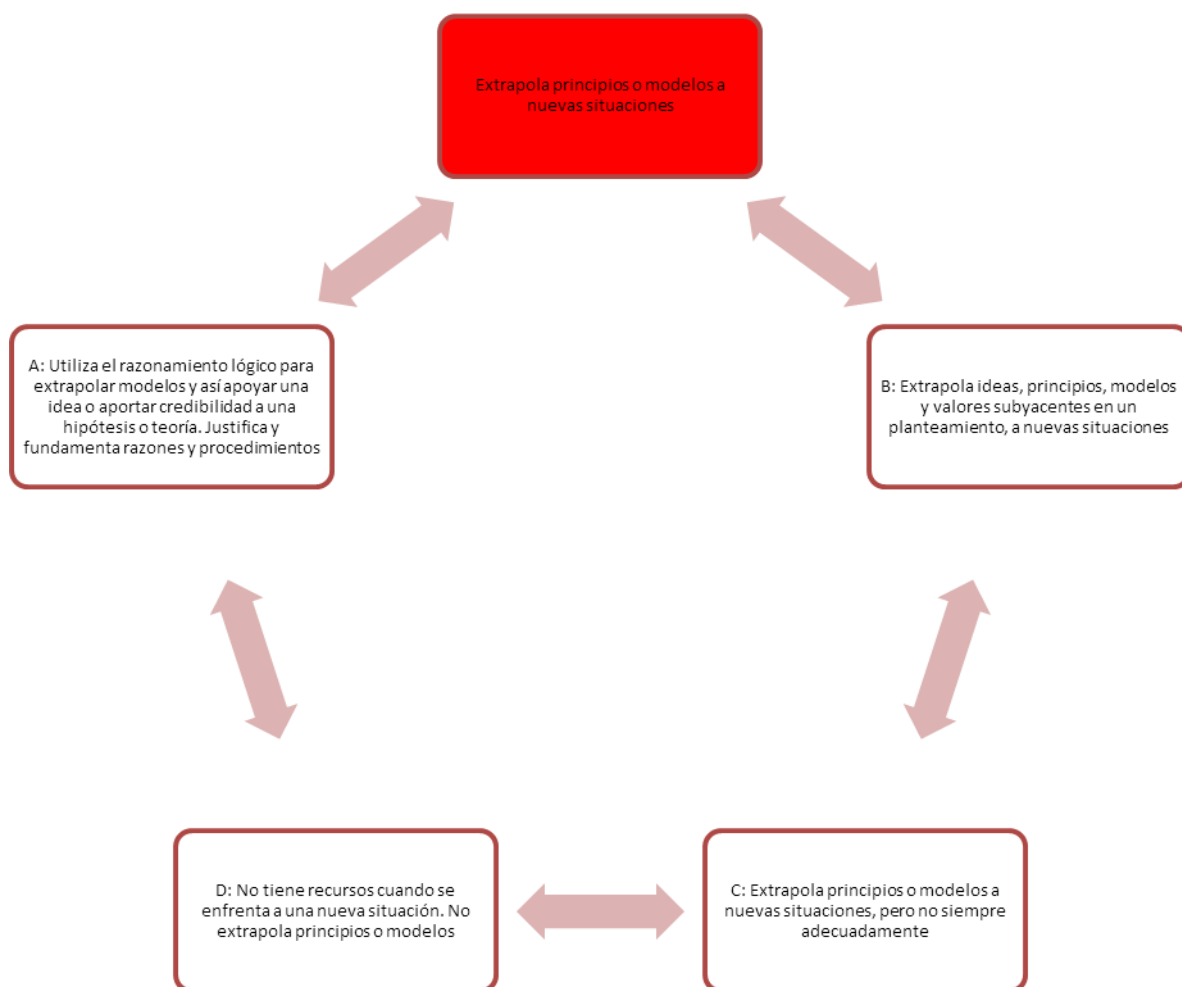 Extrapola principios o modelos a
nuevas situaciones
A: Utiliza el razonamiento lógico para
extrapolar modelos y así apoyar una
idea o aportar credibilidad a una
hipótesis o teoría. Justifica y
fundamenta razones y procedimientos
B: Extrapola ideas, principios, modelos
y valores subyacentes en un
planteamiento, a nuevas situaciones
D: No tiene recursos cuando se
enfrenta a una nueva situación. No
extrapola principios o modelos
C: Extrapola principios o modelos a
nuevas situaciones, pero no siempre
adecuadamente